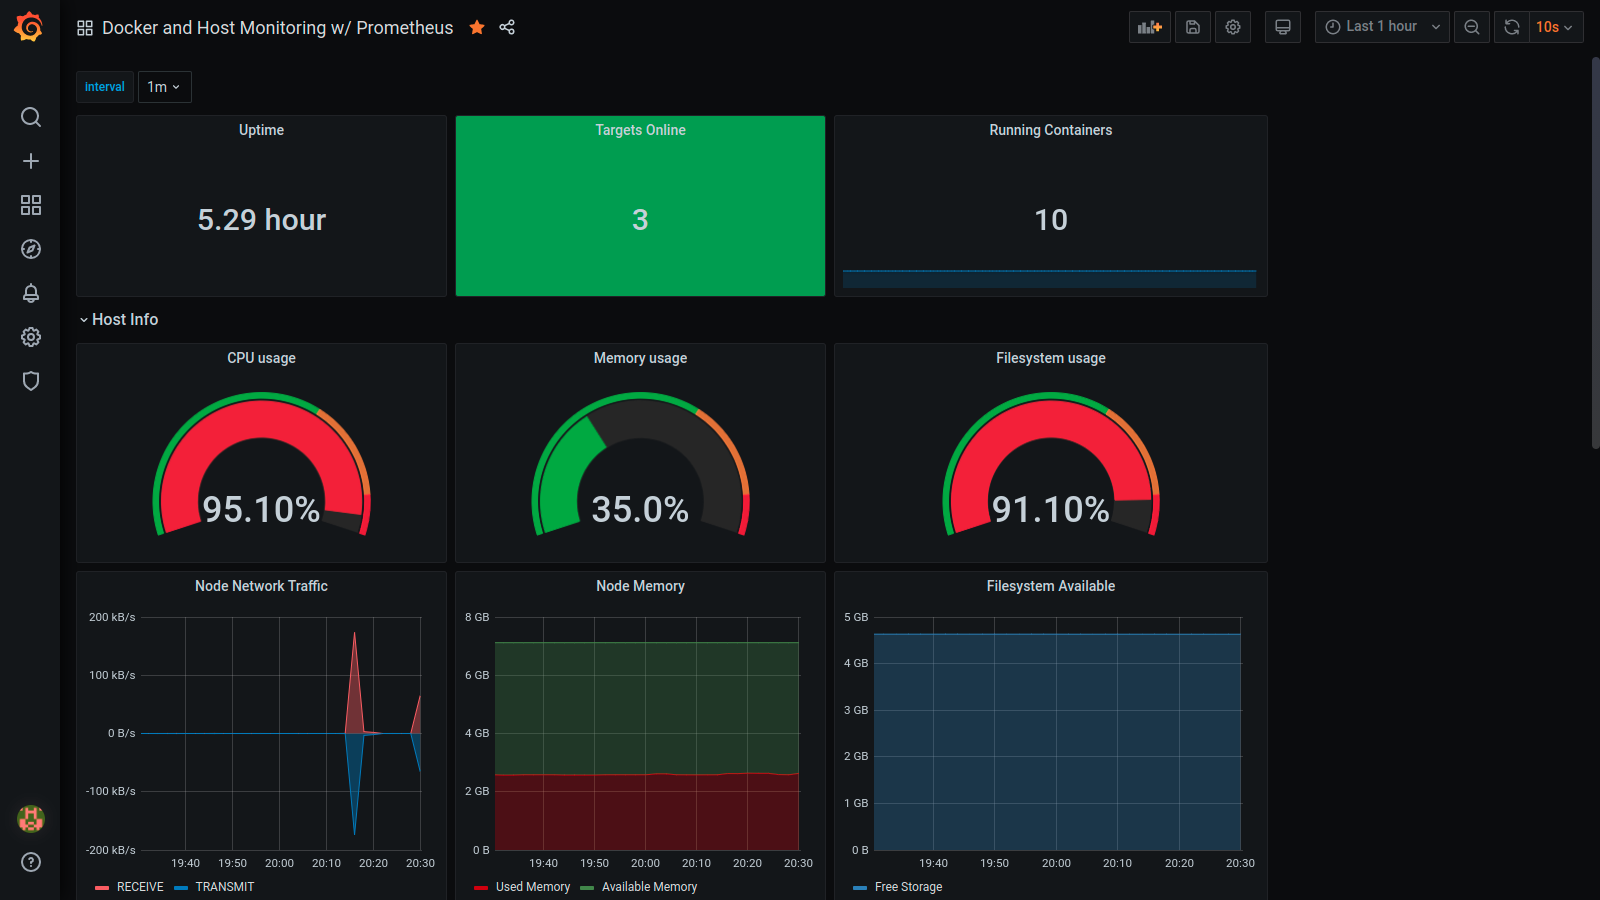 Docker and Host Monitoring w/ Prometheus
Last 1 hour
10s
Interval
1m
Uptime
5.29 hour
Targets Online
3
Running Containers
10
Host Info
CPU usage
95.10%
Memory usage
35.0%
Filesystem usage
91.10%
Node Network Traffic
200 kB/s
100 kB/s
0 B/s
-100 kB/s
-200 kB/s
19:40 19:50 20:00 20:10 20:20 20:30
RECEIVE TRANSMIT
Node Memory
8 GB
6 GB
4 GB
2 GB
0 B
19:40 19:50 20:00 20:10 20:20 20:30
Used Memory Available Memory
Filesystem Available
5 GB
4 GB
3 GB
2 GB
1 GB
0 B
19:40 19:50 20:00 20:10 20:20 20:30
Free Storage